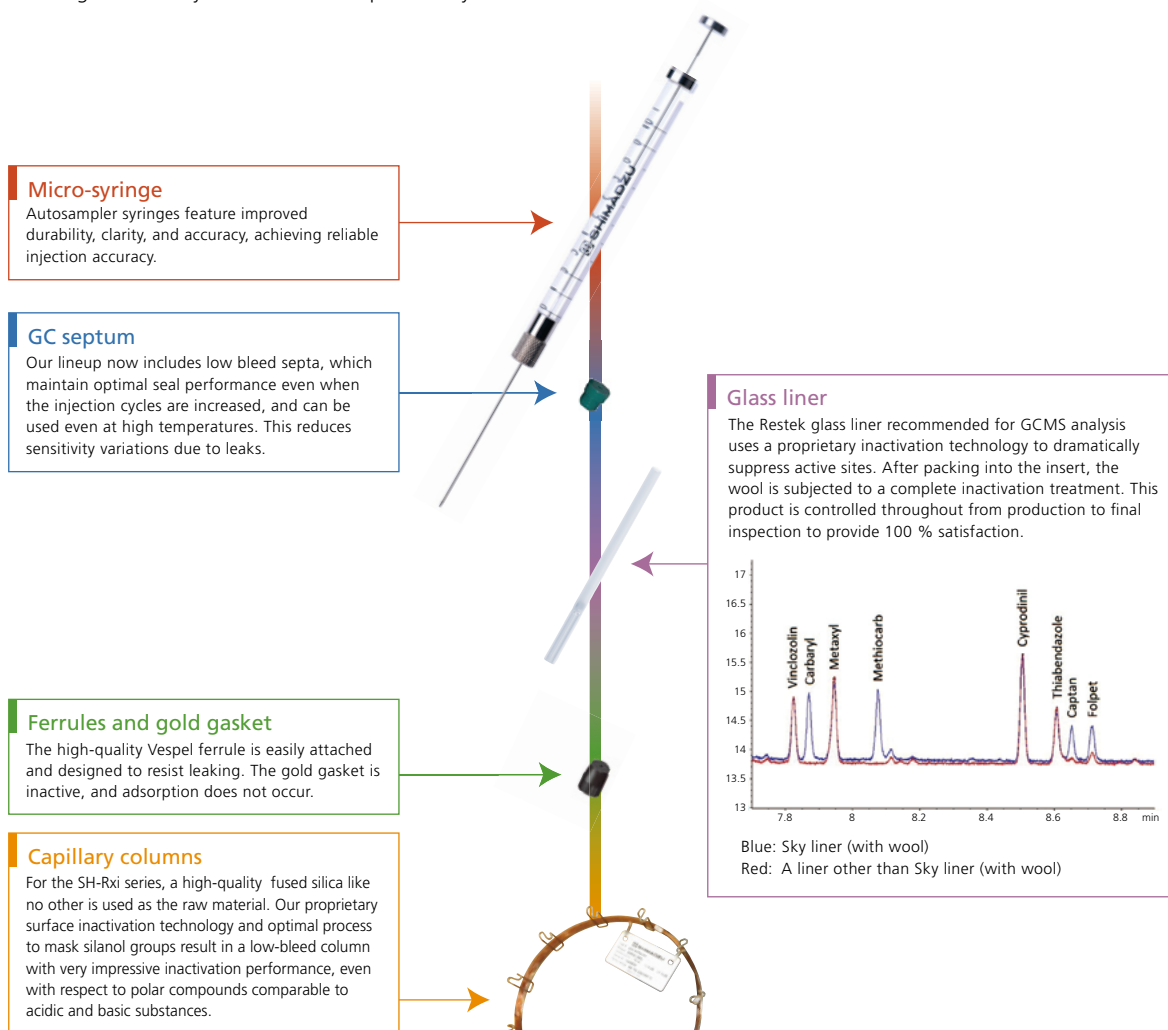 Micro-syringe
Autosampler syringes feature improved
durability, clarity, and accuracy, achieving reliable
injection accuracy.
SHIMADZU
GC septum
Our lineup now includes low bleed septa, which
maintain optimal seal performance even when
the injection cycles are increased, and can be
used even at high temperatures. This reduces
sensitivity variations due to leaks.
Glass liner
The Restek glass liner recommended for GCMS analysis
uses a proprietary inactivation technology to dramatically
suppress active sites. After packing into the insert, the
wool is subjected to a complete inactivation treatment. This
product is controlled throughout from production to final
inspection to provide 100 % satisfaction.
17
16.5
16
15.5
15
14.5
14
13.5
13
Vinclozolin
Carbaryl
Metaxyl
Methiocarb
Cyprodinil
Thiabendazole
Captan
Folpet
7.8 8 8.2 8.4 8.6 8.8 min
Blue: Sky liner (with wool)
Red: A liner other than Sky liner (with wool)
Ferrules and gold gasket
The high-quality Vespel ferrule is easily attached
and designed to resist leaking. The gold gasket is
inactive, and adsorption does not occur.
Capillary columns
For the SH-Rxi series, a high-quality fused silica like
no other is used as the raw material. Our proprietary
surface inactivation technology and optimal process
to mask silanol groups result in a low-bleed column
with very impressive inactivation performance, even
with respect to polar compounds comparable to
acidic and basic substances.